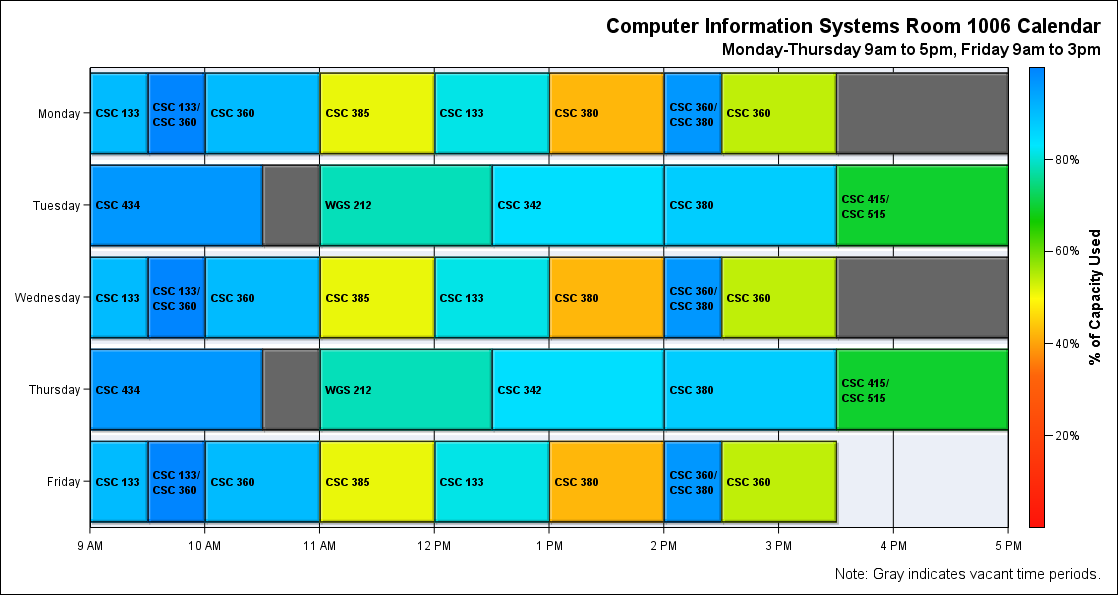 Computer Information Systems Room 1006 Calendar
Monday-Thursday 9am to 5pm, Friday 9am to 3pm
Monday
CSC 133
CSC 133/
CSC 360
CSC 360
CSC 385
CSC 133
CSC 380
CSC 360/
CSC 380
CSC 360
Tuesday
CSC 434
WGS 212
CSC 342
CSC 380
CSC 415/
CSC 515
Wednesday
CSC 133
CSC 133/
CSC 360
CSC 360
CSC 385
CSC 133
CSC 380
CSC 360/
CSC 380
CSC 360
Thursday
CSC 434
WGS 212
CSC 342
CSC 380
CSC 415/
CSC 515
Friday
CSC 133
CSC 133/
CSC 360
CSC 360
CSC 385
CSC 133
CSC 380
CSC 360/
CSC 380
CSC 360
9 AM
10 AM
11 AM
12 PM
1 PM
2 PM
3 PM
4 PM
5 PM
80%
60%
40%
20%
% of Capacity Used
Note: Gray indicates vacant time periods.